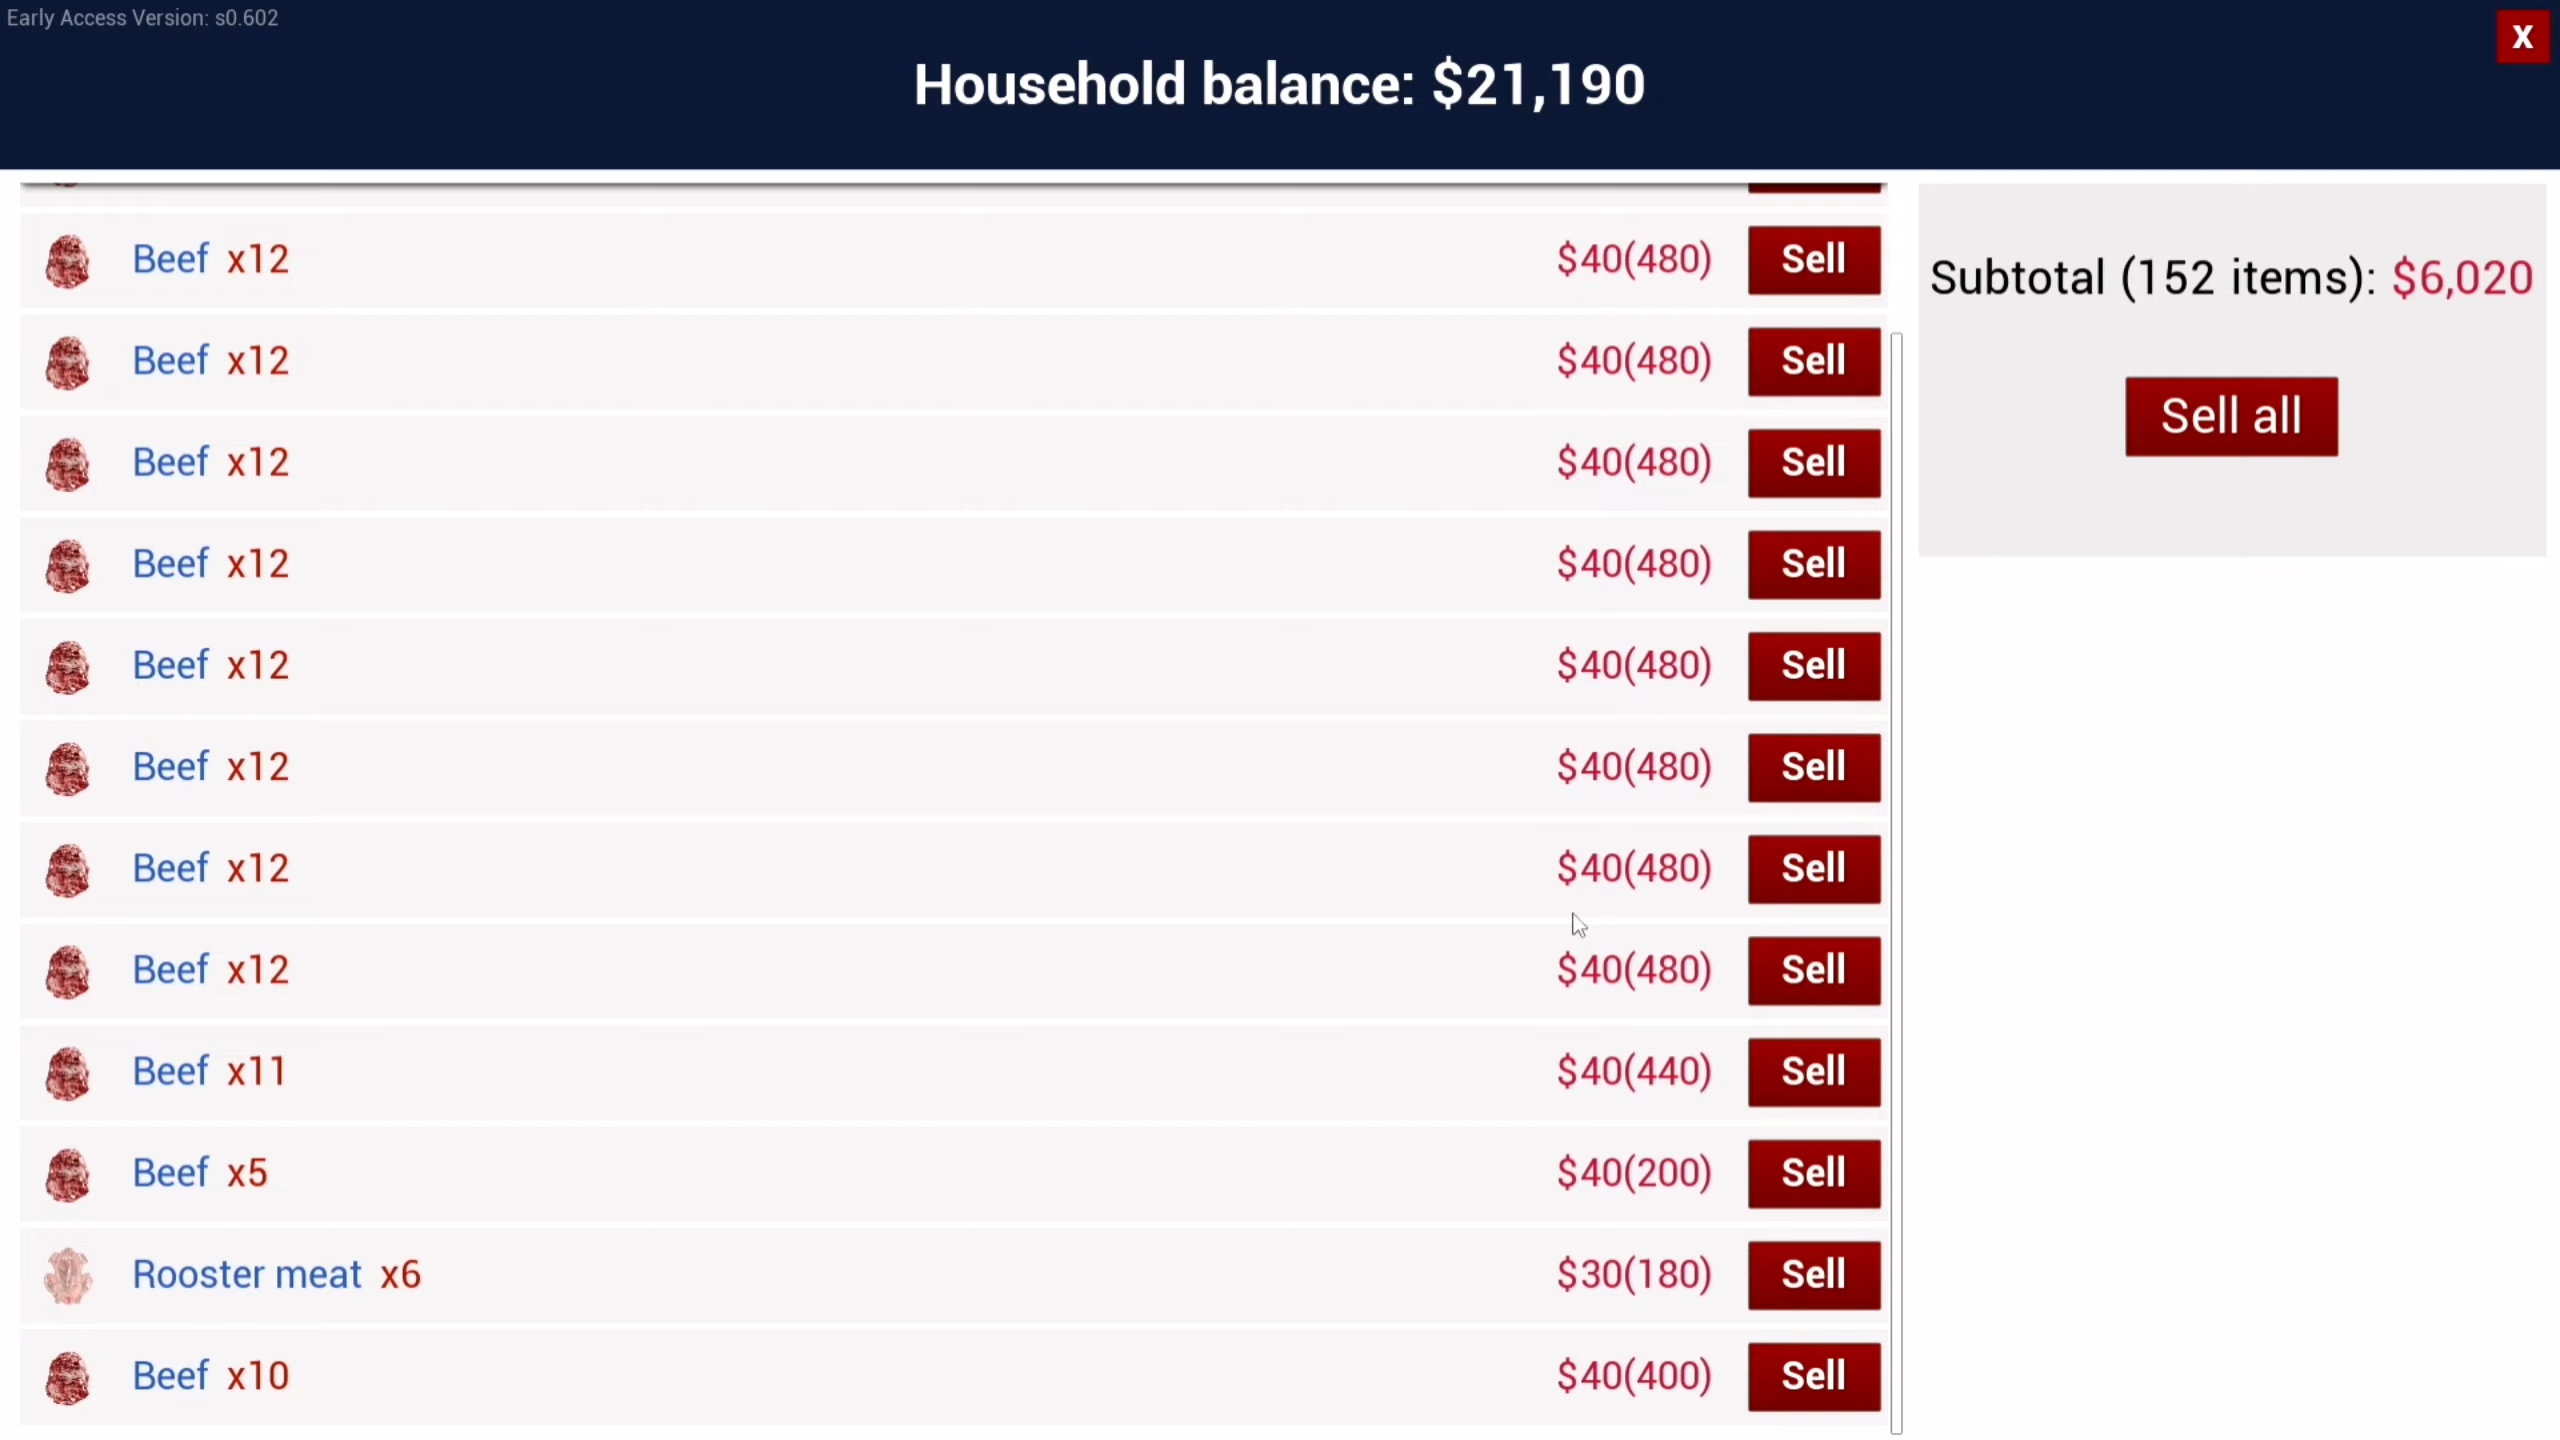 Early Access Version: s0.602
X
Household balance: $21,190
Beef x12 $40(480) Sell
Beef x12 $40(480) Sell
Beef x12 $40(480) Sell
Beef x12 $40(480) Sell
Beef x12 $40(480) Sell
Beef x12 $40(480) Sell
Beef x12 $40(480) Sell
Beef x12 $40(480) Sell
Beef x11 $40(440) Sell
Beef x5 $40(200) Sell
Rooster meat x6 $30(180) Sell
Beef x10 $40(400) Sell
Subtotal (152 items): $6,020
Sell all